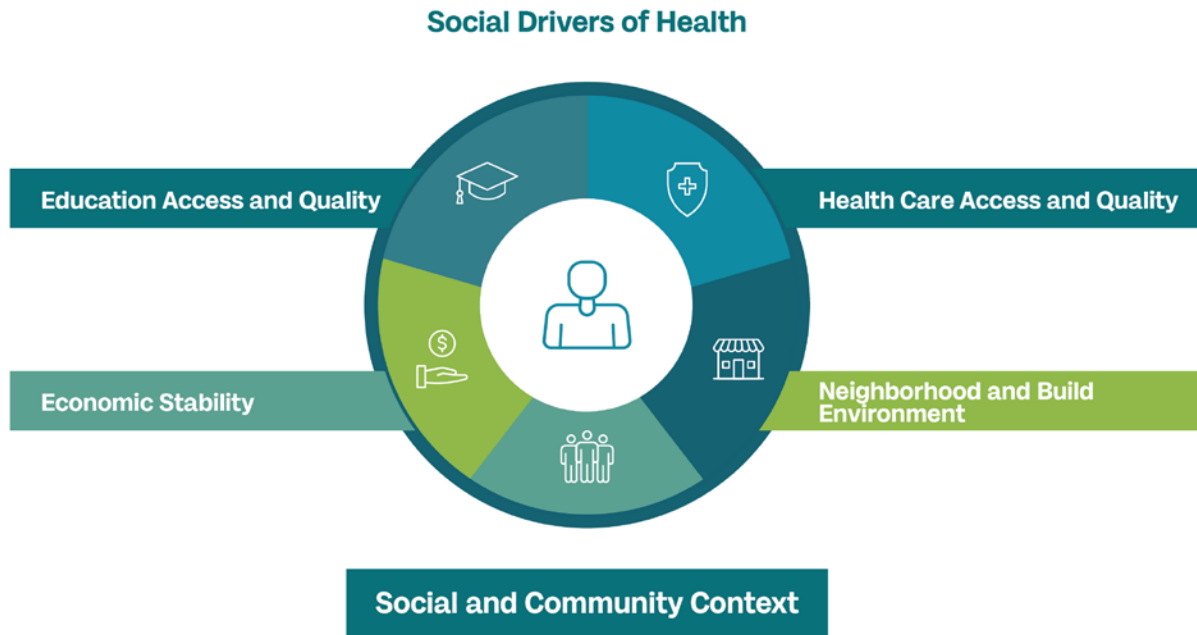 Social Drivers of Health
Education Access and Quality
Health Care Access and Quality
Economic Stability
Neighborhood and Build
Environment
Social and Community Context